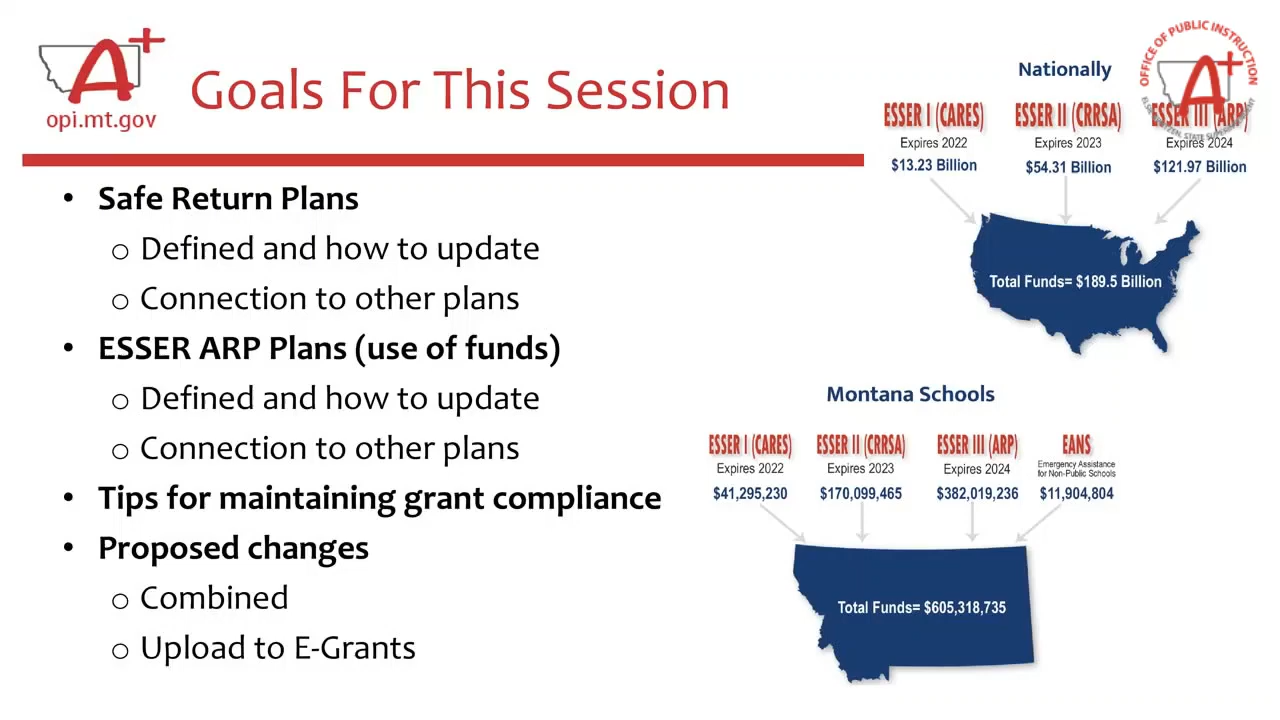 opi.mt.gov
Goals For This Session
• Safe Return Plans
o Defined and how to update
o Connection to other plans
• ESSER ARP Plans (use of funds)
o Defined and how to update
o Connection to other plans
• Tips for maintaining grant compliance
• Proposed changes
o Combined
o Upload to E-Grants
Nationally
ESSER I (CARES) ESSER II (CRRSA) ESSER III (ARP)
Expires 2022 Expires 2023 Expires 2024
$13.23 Billion $54.31 Billion $121.97 Billion
Total Funds= $189.5 Billion
Montana Schools
ESSER I (CARES) ESSER II (CRRSA) ESSER III (ARP) EANS
Emergency Assistance
for Non-Public Schools
Expires 2022 Expires 2023 Expires 2024
$41,295,230 $170,099,465 $382,019,236 $11,904,804
Total Funds= $605,318,735
OFFICE OF PUBLIC INSTRUCTION
STATE